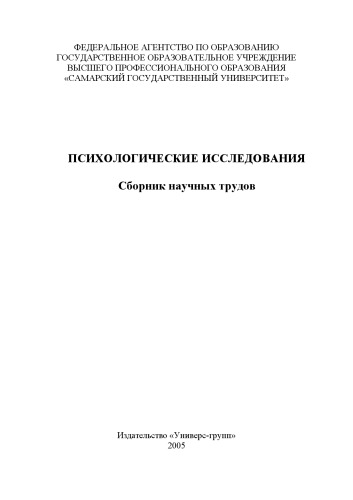 ФЕДЕРАЛЬНОЕ АГЕНТСТВО ПО ОБРАЗОВАНИЮ
ГОСУДАРСТВЕННОЕ ОБРАЗОВАТЕЛЬНОЕ УЧРЕЖДЕНИЕ
ВЫСШЕГО ПРОФЕССИОНАЛЬНОГО ОБРАЗОВАНИЯ
«САМАРСКИЙ ГОСУДАРСТВЕННЫЙ УНИВЕРСИТЕТ»
ПСИХОЛОГИЧЕСКИЕ ИССЛЕДОВАНИЯ
Сборник научных трудов
Издательство «Универс-групп»
2005